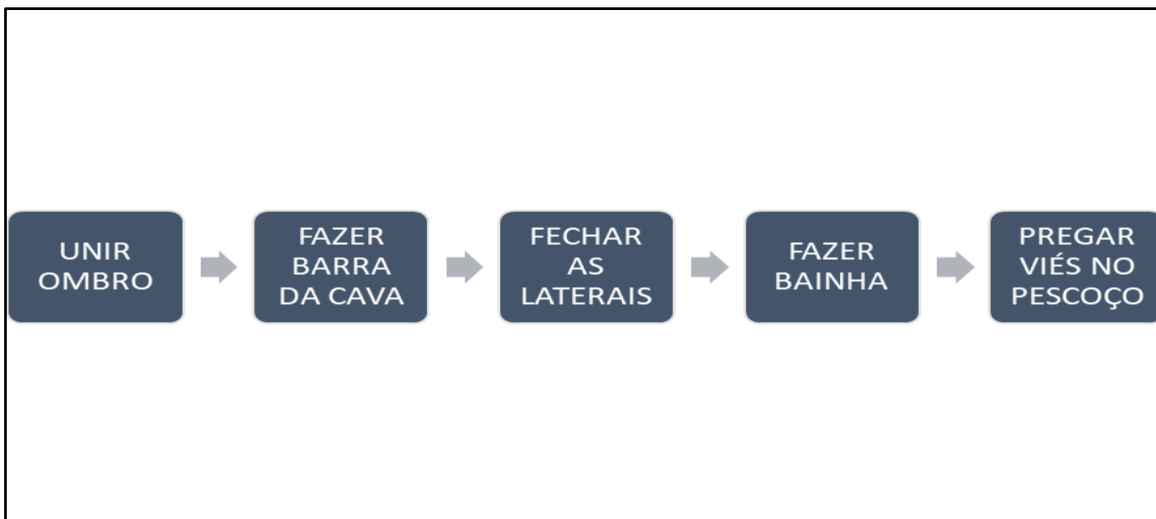 UNIR
OMBRO
FAZER
BARRA
DA CAVA
FECHAR
AS
LATERAIS
FAZER
BAINHA
PREGAR
VIÉS NO
PESCOÇO